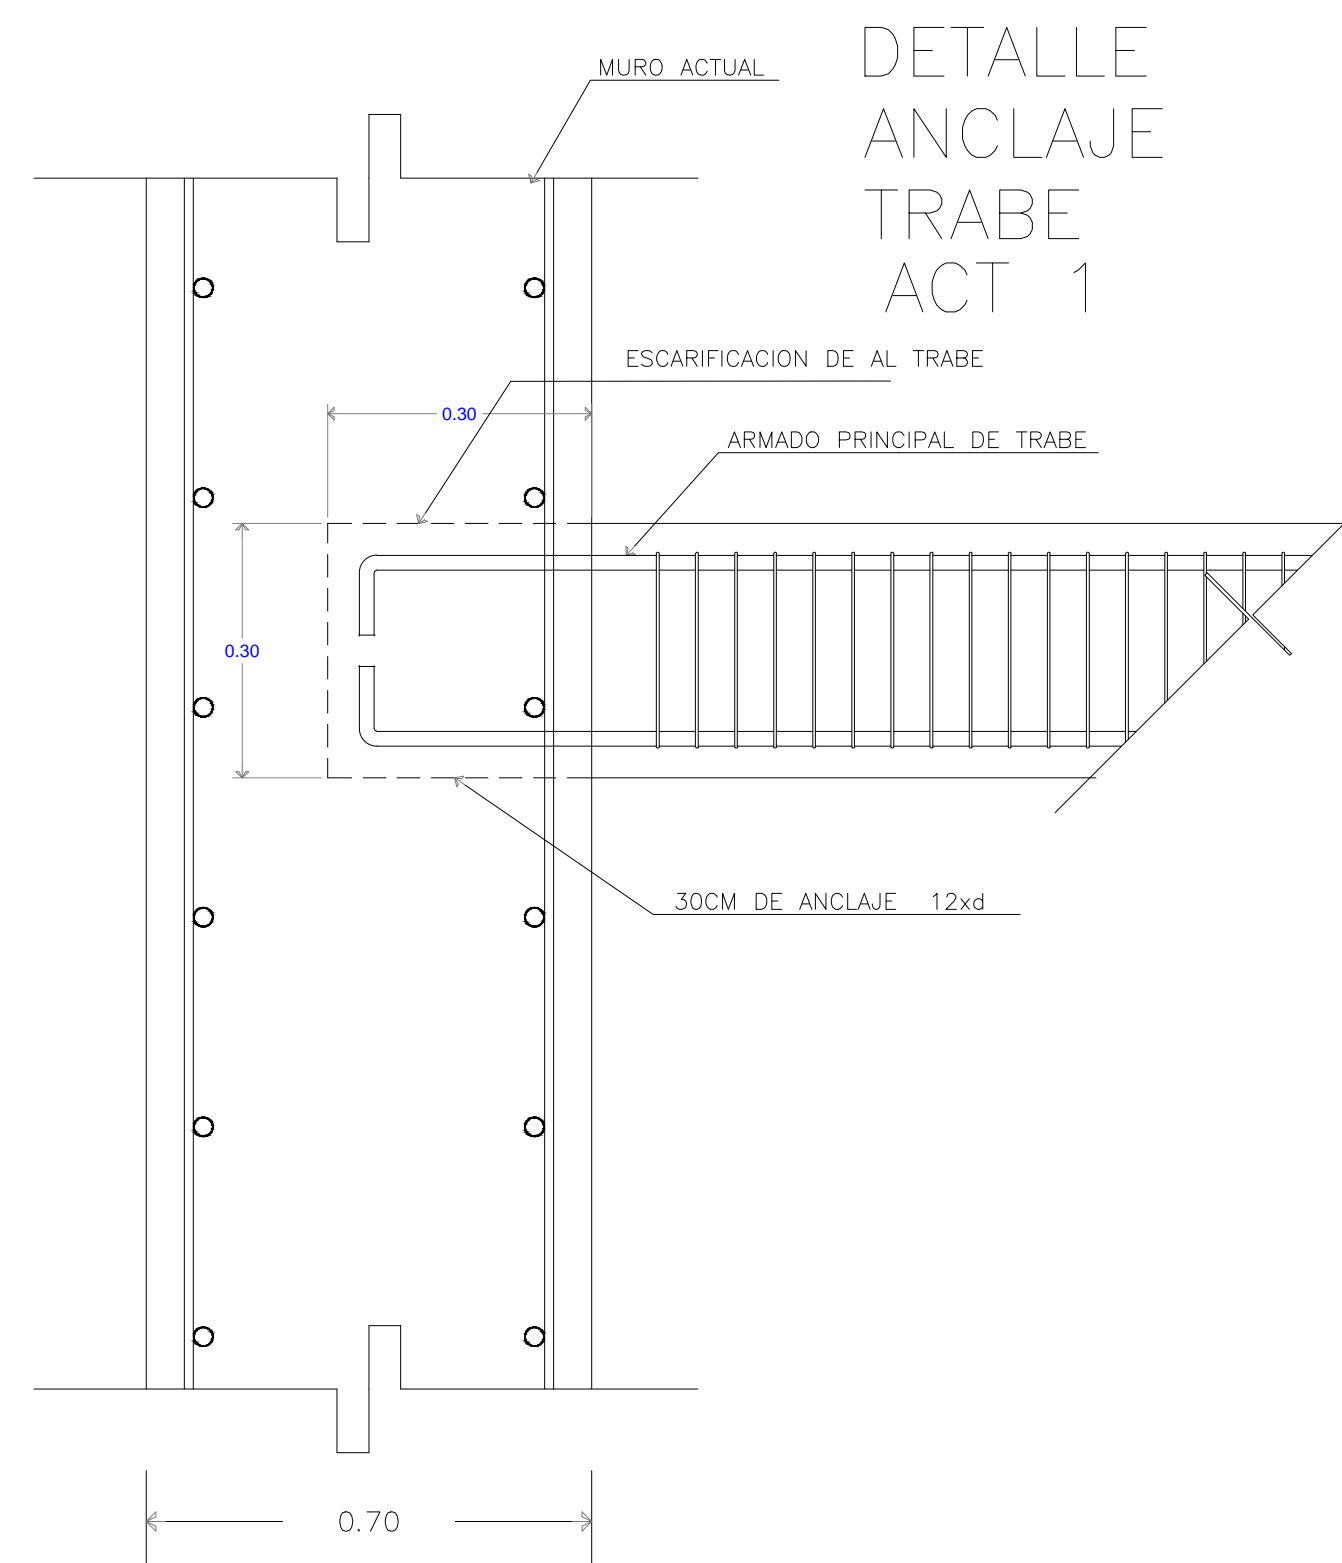 DETALLE
ANCLAJE
TRABE
ACT 1
MURO ACTUAL
ESCARIFICACION DE AL TRABE
0.30
ARMADO PRINCIPAL DE TRABE
0.30
30CM DE ANCLAJE 12xd
0.70